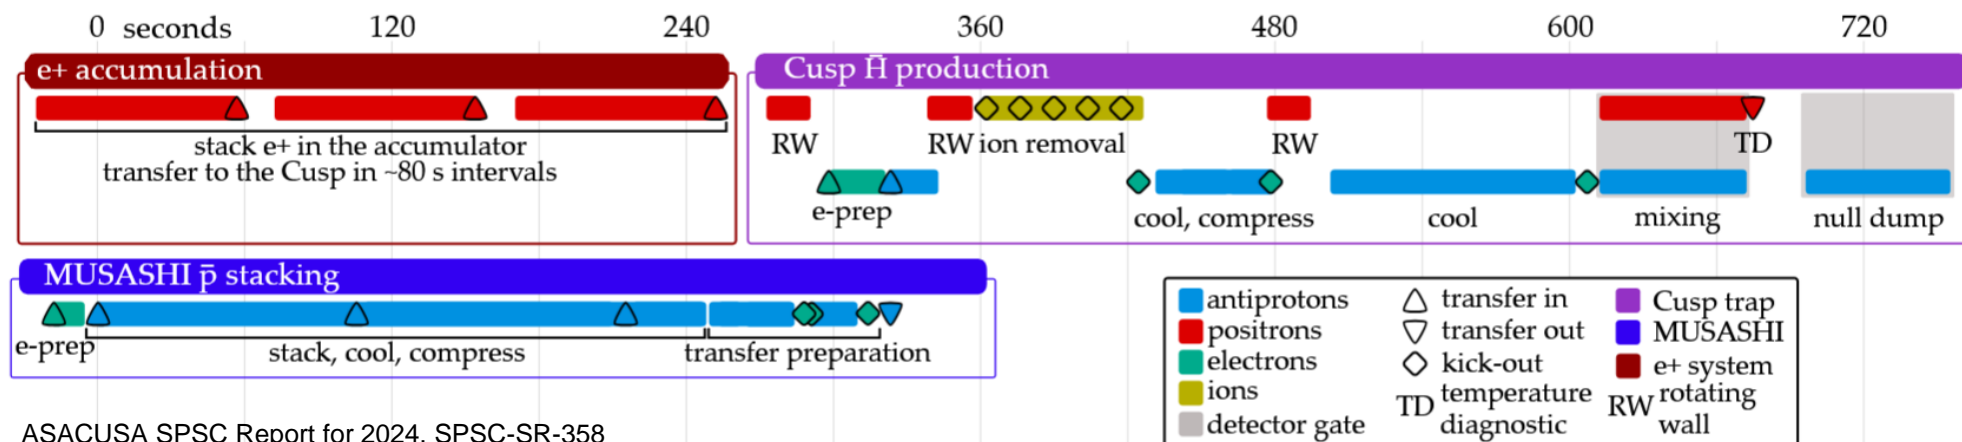 0 seconds 120 240 360 480 600 720
e+ accumulation
Cusp H̄ production
stack e+ in the accumulator
transfer to the Cusp in ~80 s intervals
RW RW ion removal RW TD
e-prep cool, compress cool mixing null dump
MUSASHI p̄ stacking
e-prep stack, cool, compress transfer preparation
antiprotons
positrons
electrons
ions
detector gate
transfer in
transfer out
kick-out
TD temperature
diagnostic
Cusp trap
MUSASHI
e+ system
RW rotating
wall
ASACUSA SPSC Report for 2024, SPSC-SR-358